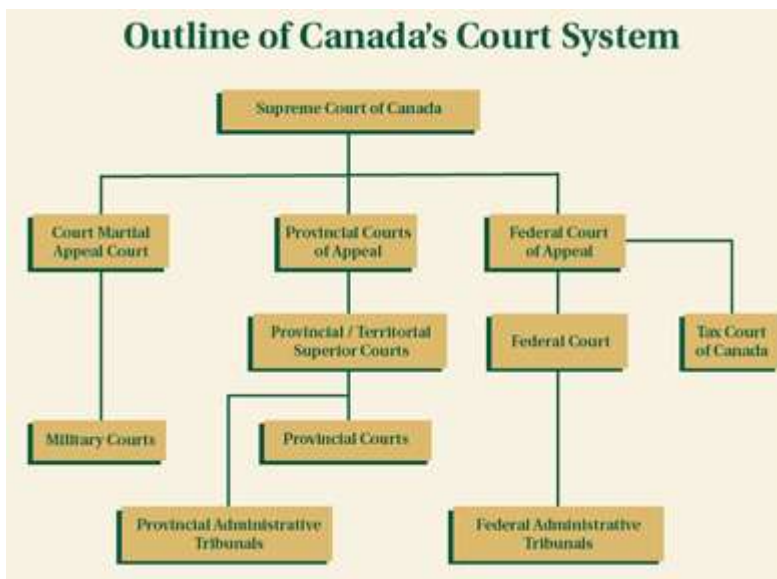 Outline of Canada's Court System
Supreme Court of Canada
Court Martial
Appeal Court
Provincial Courts
of Appeal
Federal Court
of Appeal
Provincial / Territorial
Superior Courts
Federal Court
Tax Court
of Canada
Military Courts
Provincial Courts
Provincial Administrative
Tribunals
Federal Administrative
Tribunals